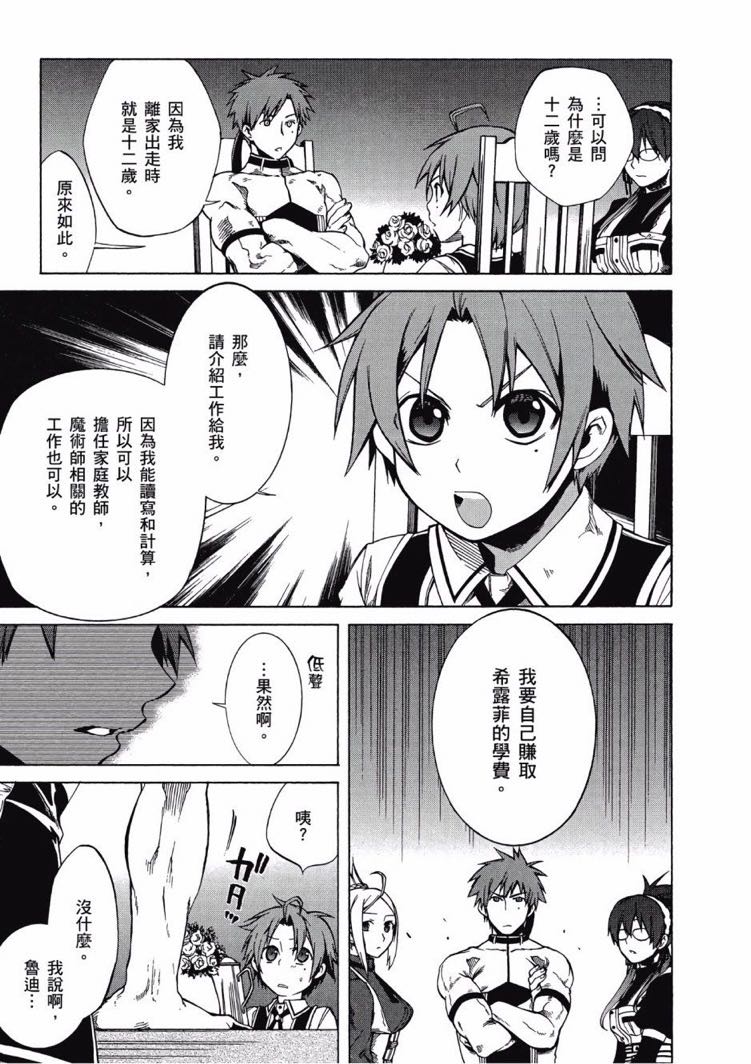 …可以問
為什麼是
十二歲嗎？
因為我
離家出走時
就是十二歲。
原來如此。
那麼，
請介紹工作給我。
因為我能讀寫和計算，
所以可以
擔任家庭教師，
魔術師相關的
工作也可以。
我要自己賺取
希露菲的學費。
低聲
…果然啊。
咦？
ガタッ
沒什麼。
我說啊，
魯迪…